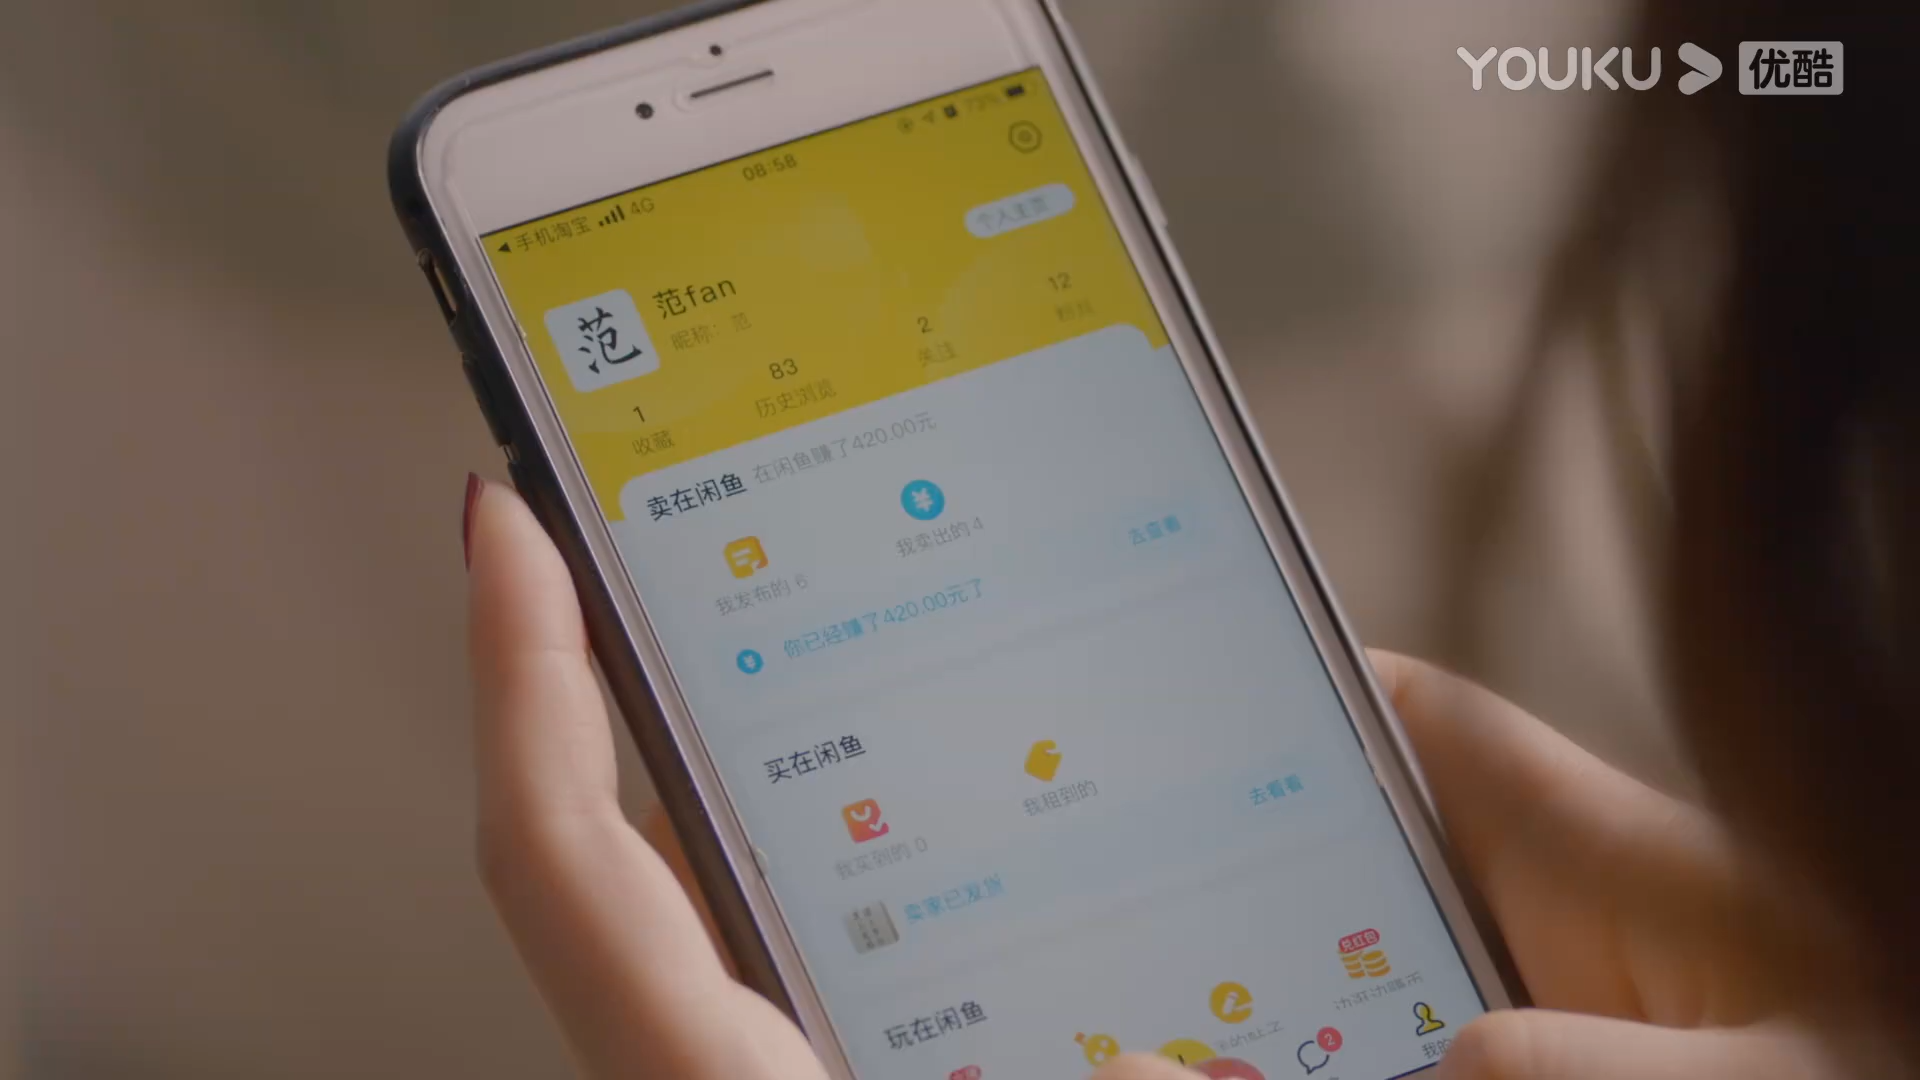 YOUKU 优酷
手机淘宝 4G
08:58
73%
个人主页
范
范fan
昵称：范
1
收藏
83
历史浏览
2
关注
12
粉丝
卖在闲鱼 在闲鱼赚了420.00元
我发布的 6
我卖出的 4
你已经赚了420.00元了
去查看
买在闲鱼
我买到的 0
我租到的
卖家已发货
去看看
玩在闲鱼
兑红包
2
我的